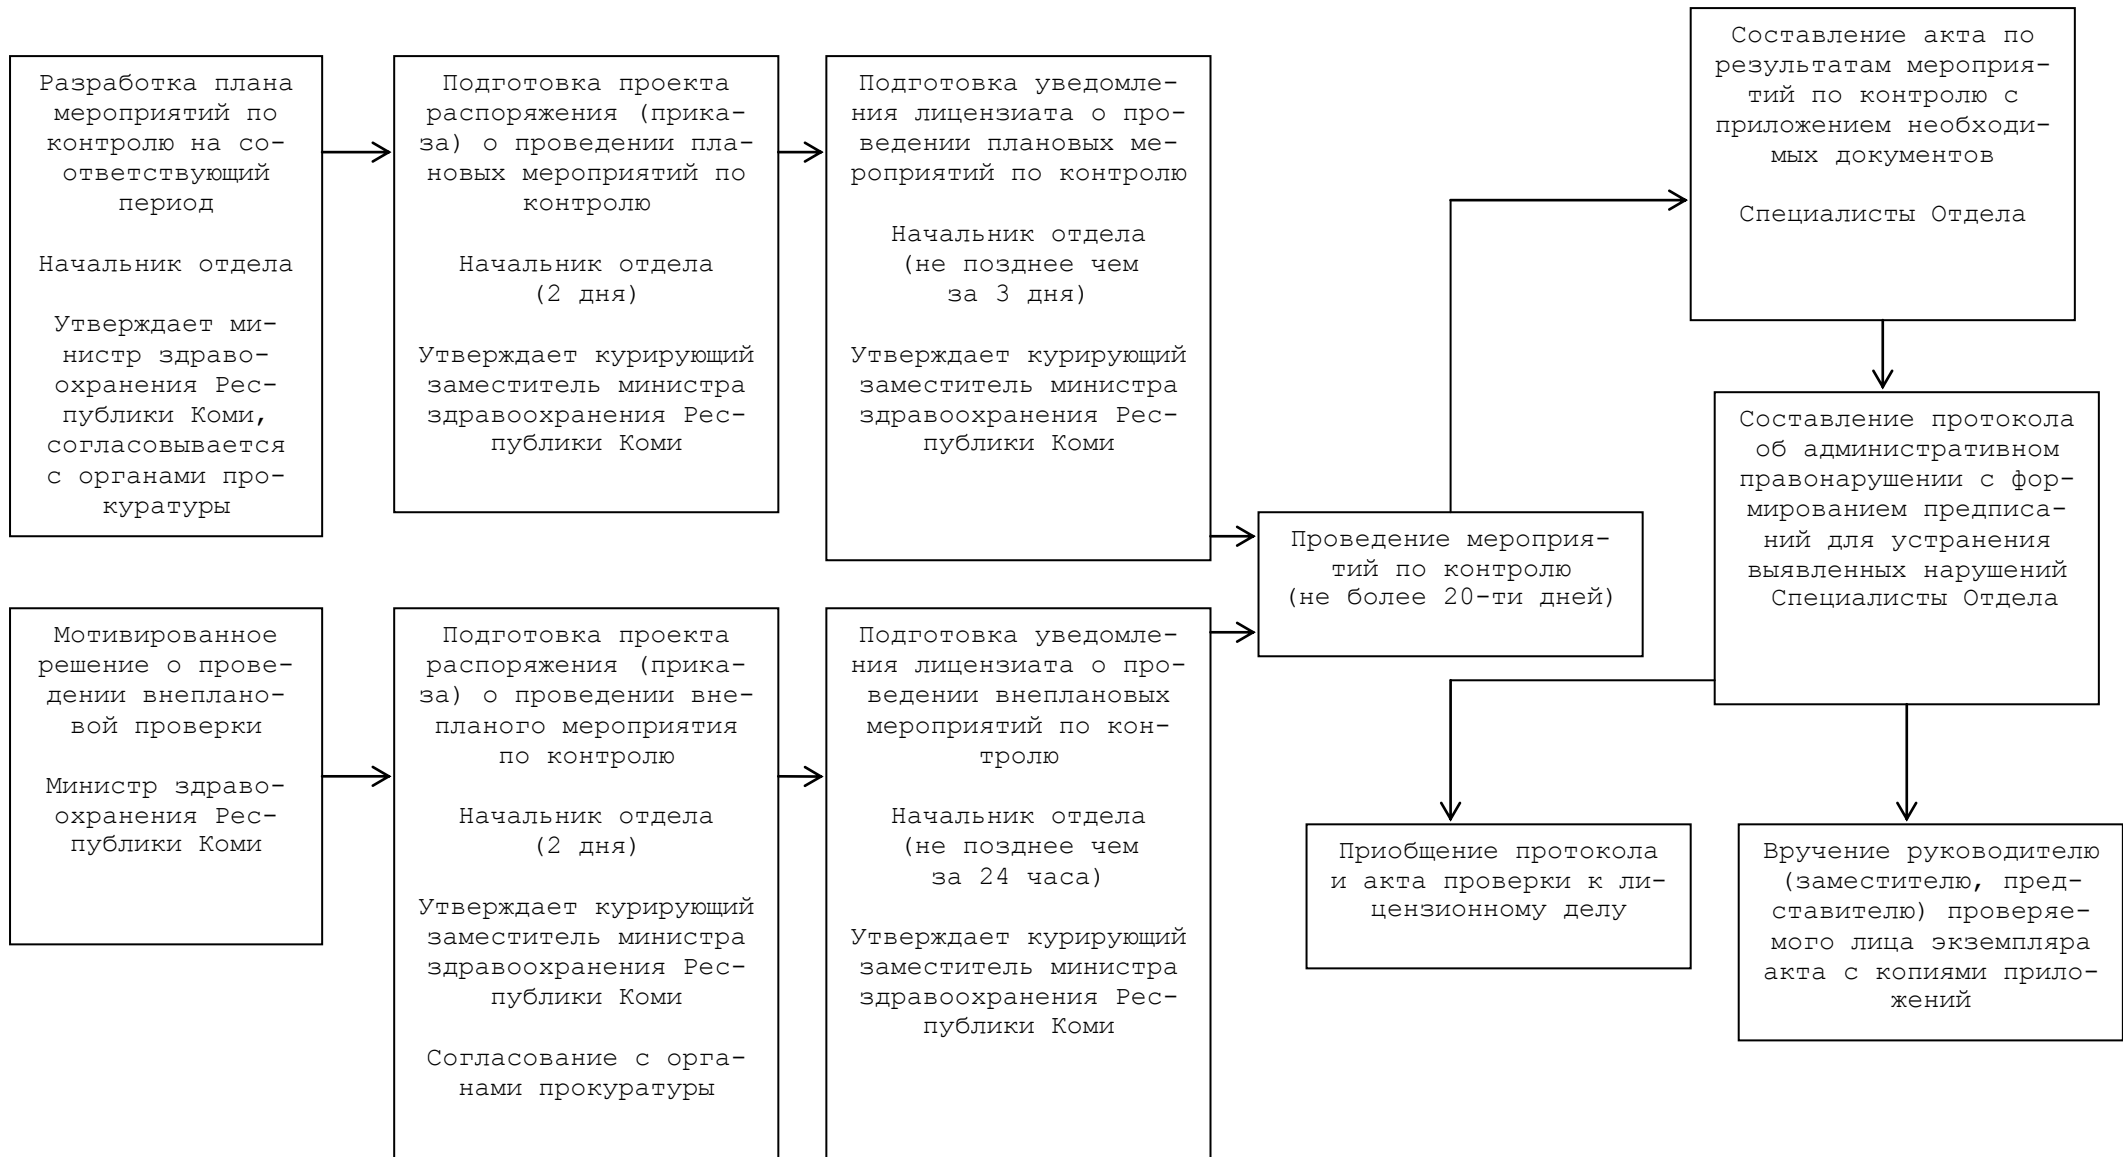 Разработка плана
мероприятий по
контролю на со-
ответствующий
период
Начальник отдела
Утверждает ми-
нистр здраво-
охранения Рес-
публики Коми,
согласовывается
с органами про-
куратуры
Подготовка проекта
распоряжения (прика-
за) о проведении пла-
новых мероприятий по
контролю
Начальник отдела
(2 дня)
Утверждает курирующий
заместитель министра
здравоохранения Рес-
публики Коми
Подготовка уведомле-
ния лицензиата о про-
ведении плановых ме-
роприятий по контролю
Начальник отдела
(не позднее чем
за 3 дня)
Утверждает курирующий
заместитель министра
здравоохранения Рес-
публики Коми
Мотивированное
решение о прове-
дении внеплано-
вой проверки
Министр здраво-
охранения Рес-
публики Коми
Подготовка проекта
распоряжения (прика-
за) о проведении вне-
планого мероприятия
по контролю
Начальник отдела
(2 дня)
Утверждает курирующий
заместитель министра
здравоохранения Рес-
публики Коми
Согласование с орга-
нами прокуратуры
Подготовка уведомле-
ния лицензиата о про-
ведении внеплановых
мероприятий по кон-
тролю
Начальник отдела
(не позднее чем
за 24 часа)
Утверждает курирующий
заместитель министра
здравоохранения Рес-
публики Коми
Проведение мероприя-
тий по контролю
(не более 20-ти дней)
Составление акта по
результатам мероприя-
тий по контролю с
приложением необходи-
мых документов
Специалисты Отдела
Составление протокола
об административном
правонарушении с фор-
мированием предписа-
ний для устранения
выявленных нарушений
Специалисты Отдела
Приобщение протокола
и акта проверки к ли-
цензионному делу
Вручение руководителю
(заместителю, пред-
ставителю) проверяе-
мого лица экземпляра
акта с копиями прило-
жений